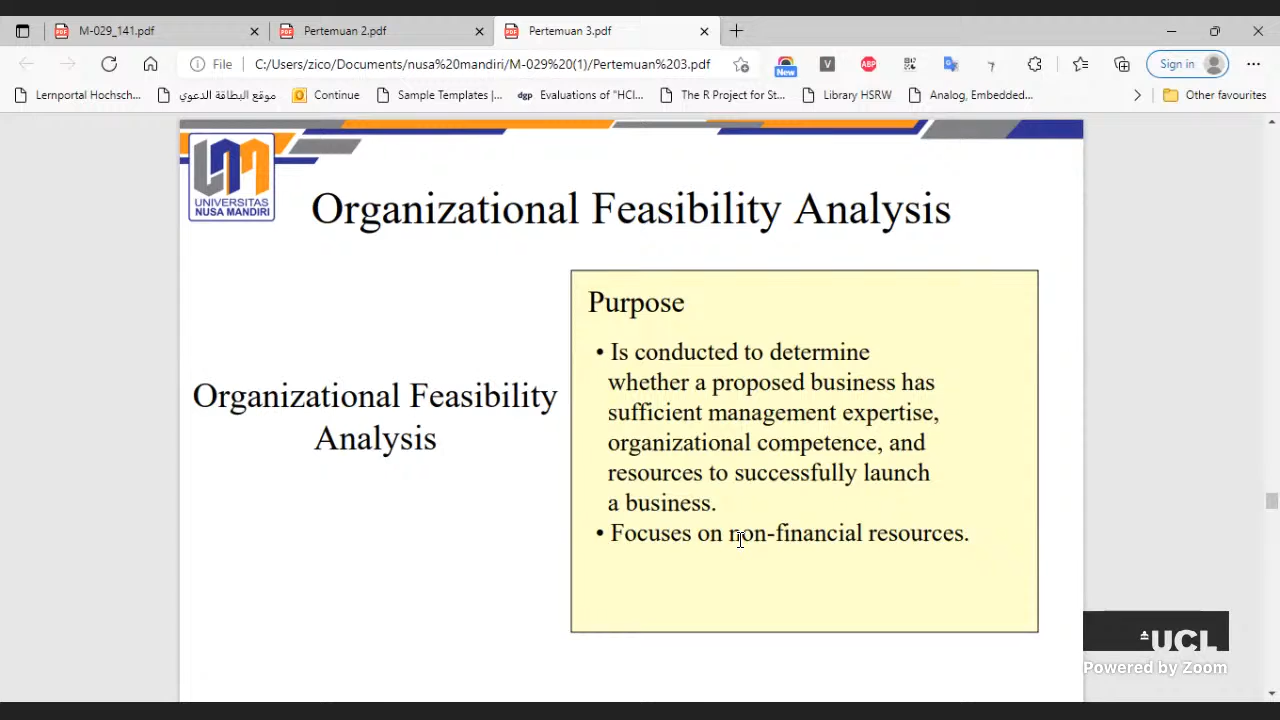 M-029_141.pdf
Pertemuan 2.pdf
Pertemuan 3.pdf
File
C:/Users/zico/Documents/nusa%20mandiri/M-029%20(1)/Pertemuan%203.pdf
New
V
ABP
Sign in
Lernportal Hochsch...
موقع البطاقة الدعوي
Continue
Sample Templates |...
dgp
Evaluations of "HCI...
The R Project for St...
Library HSRW
Analog, Embedded...
Other favourites
UNIVERSITAS
NUSA MANDIRI
Organizational Feasibility Analysis
Organizational Feasibility
Analysis
Purpose
• Is conducted to determine
whether a proposed business has
sufficient management expertise,
organizational competence, and
resources to successfully launch
a business.
• Focuses on non-financial resources.
UCL
Powered by Zoom